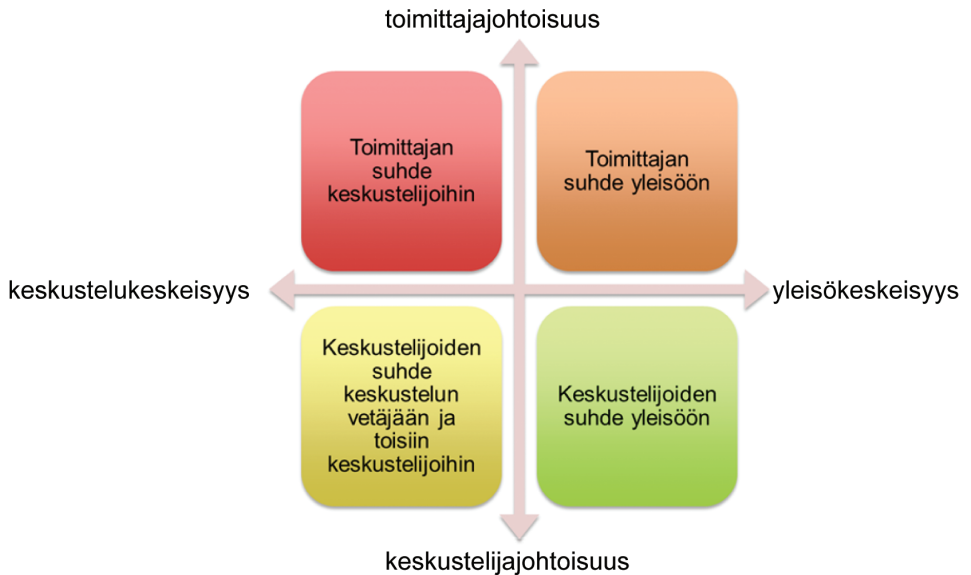 toimittajajohtoisuus
Toimittajan
suhde
keskustelijoihin
Toimittajan
suhde yleisöön
keskustelukeskeisyys
yleisökeskeisyys
Keskustelijoiden
suhde
keskustelun
vetäjään ja
toisiin
keskustelijoihin
Keskustelijoiden
suhde yleisöön
keskustelijajohtoisuus